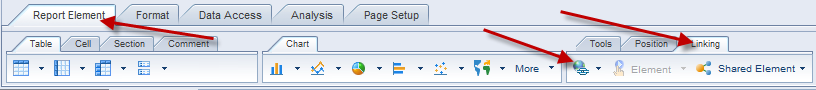 Report Element Format Data Access Analysis Page Setup
Table Cell Section Comment Chart Tools Position Linking
More Element Shared Element